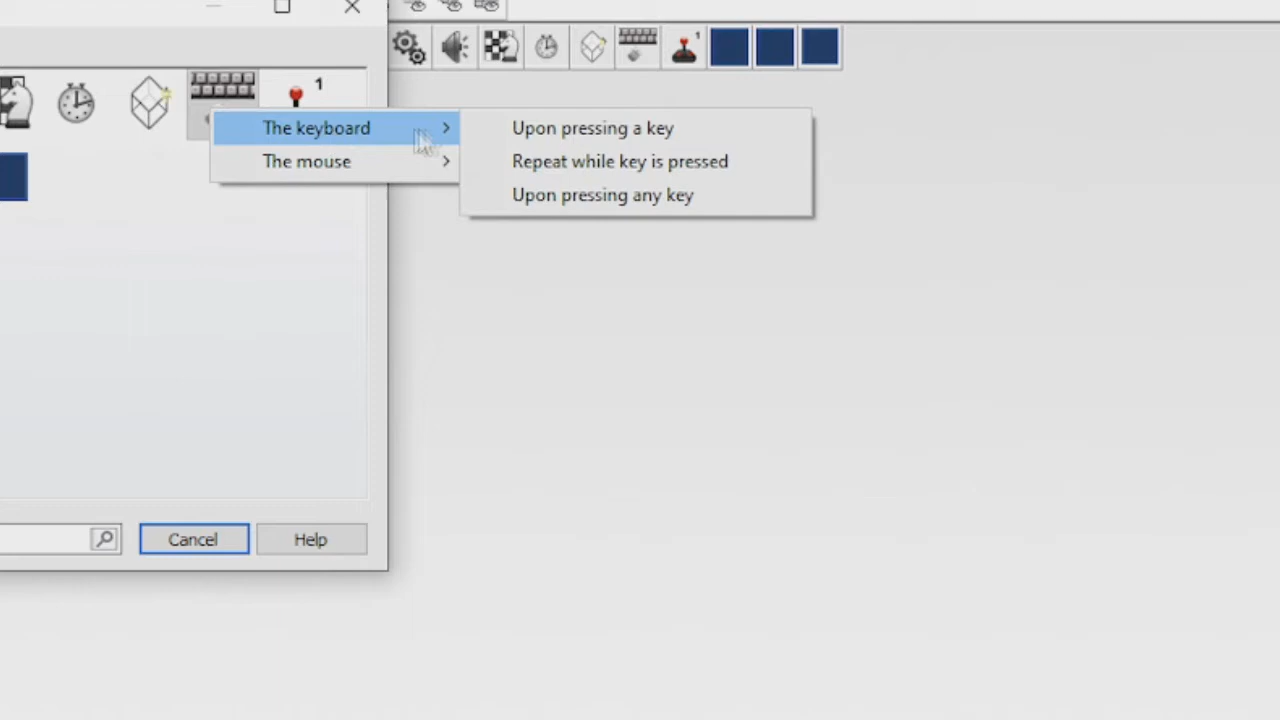 1
1
The keyboard
The mouse
Upon pressing a key
Repeat while key is pressed
Upon pressing any key
Cancel
Help